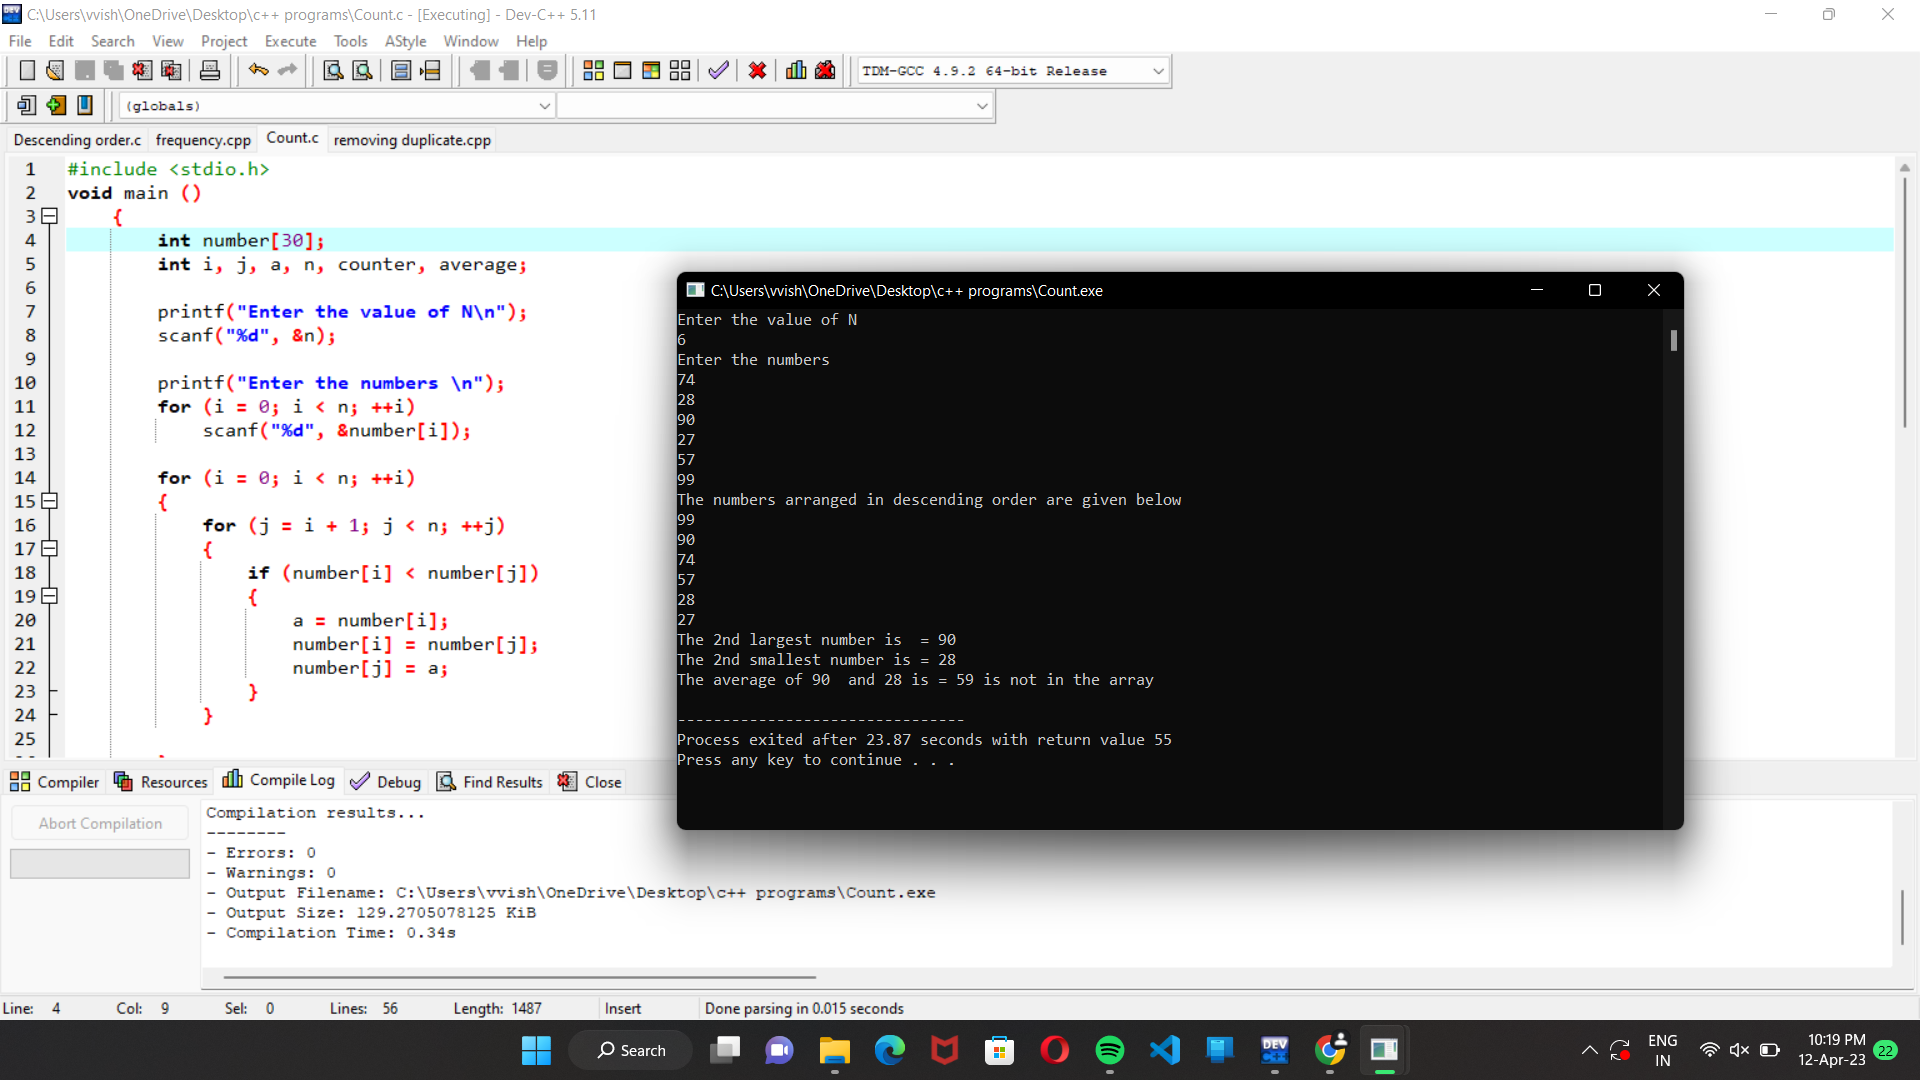 C:\Users\vvish\OneDrive\Desktop\c++ programs\Count.c - [Executing] - Dev-C++ 5.11
File Edit Search View Project Execute Tools AStyle Window Help
TDM-GCC 4.9.2 64-bit Release
(globals)
Descending order.c frequency.cpp Count.c removing duplicate.cpp
1 #include <stdio.h>
2 void main ()
3 {
4 int number[30];
5 int i, j, a, n, counter, average;
6
7 printf("Enter the value of N\n");
8 scanf("%d", &n);
9
10 printf("Enter the numbers \n");
11 for (i = 0; i < n; ++i)
12 scanf("%d", &number[i]);
13
14 for (i = 0; i < n; ++i)
15 {
16 for (j = i + 1; j < n; ++j)
17 {
18 if (number[i] < number[j])
19 {
20 a = number[i];
21 number[i] = number[j];
22 number[j] = a;
23 }
24 }
25
C:\Users\vvish\OneDrive\Desktop\c++ programs\Count.exe
Enter the value of N
6
Enter the numbers
74
28
90
27
57
99
The numbers arranged in descending order are given below
99
90
74
57
28
27
The 2nd largest number is  = 90
The 2nd smallest number is = 28
The average of 90  and 28 is = 59 is not in the array
--------------------------------
Process exited after 23.87 seconds with return value 55
Press any key to continue . . .
Compiler Resources Compile Log Debug Find Results Close
Abort Compilation
Compilation results...
--------
- Errors: 0
- Warnings: 0
- Output Filename: C:\Users\vvish\OneDrive\Desktop\c++ programs\Count.exe
- Output Size: 129.2705078125 KiB
- Compilation Time: 0.34s
Line: 4 Col: 9 Sel: 0 Lines: 56 Length: 1487 Insert Done parsing in 0.015 seconds
Search
DEV C++
ENG
IN
10:19 PM
12-Apr-23
22